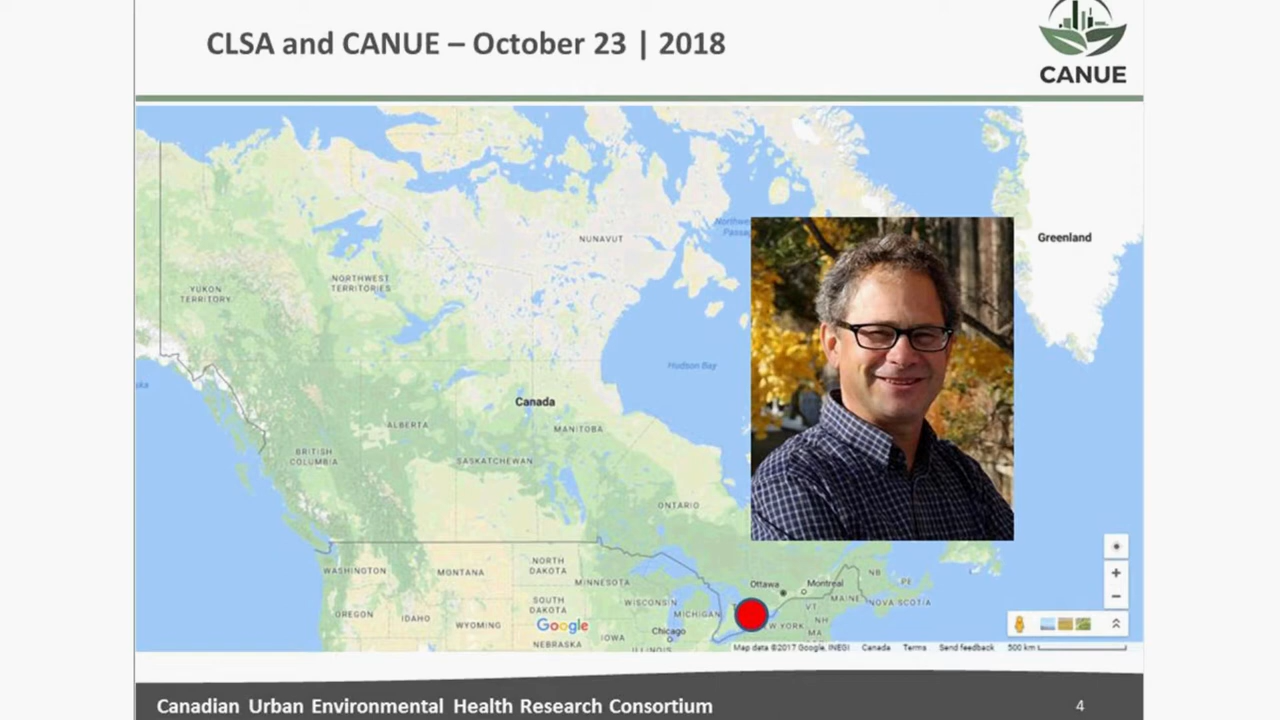 CLSA and CANUE – October 23 | 2018
CANUE
Greenland
NUNAVUT
NORTHWEST
TERRITORIES
YUKON
TERRITORY
Hudson Bay
Canada
ALBERTA
MANITOBA
BRITISH
COLUMBIA
SASKATCHEWAN
ONTARIO
WASHINGTON
MONTANA
NORTH
DAKOTA
MINNESOTA
Ottawa
Montreal
NB
PE
MAINE
NOVA SCOTIA
OREGON
IDAHO
WYOMING
SOUTH
DAKOTA
WISCONSIN
MICHIGAN
VT
NH
MA
W YORK
Google
Chicago
IOWA
NEBRASKA
ILLINOIS
Map data ©2017 Google, INEGI Canada Terms Send feedback 500 km
Canadian Urban Environmental Health Research Consortium
4